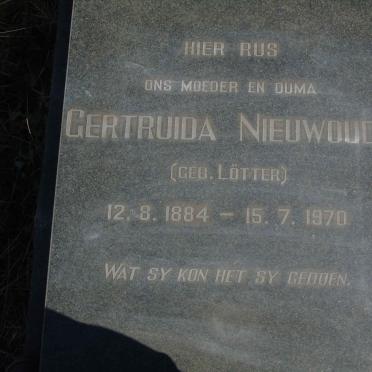 HIER RUS
ONS MOEDER EN OUMA
GERTRUIDA NIEUWOUD
(GEB. LÖTTER)
12.8.1884 – 15.7.1970
WAT SY KON HET SY GEDOEN.